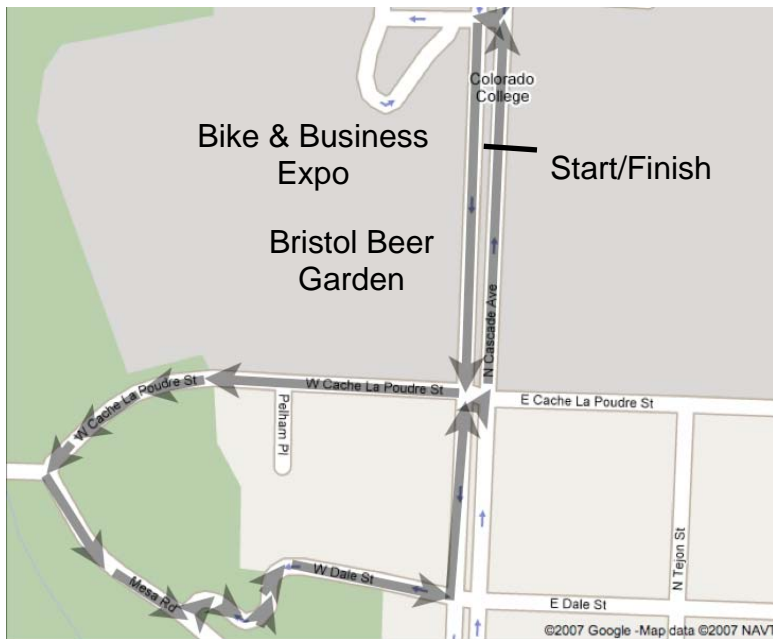 Colorado
College
Bike & Business
Expo
Start/Finish
Bristol Beer
Garden
N Cascade Ave
W Cache La Poudre St
W Cache La Poudre St
E Cache La Poudre St
Pelham Pl
N Tejon St
Mesa Rd
W Dale St
E Dale St
©2007 Google -Map data ©2007 NAVT